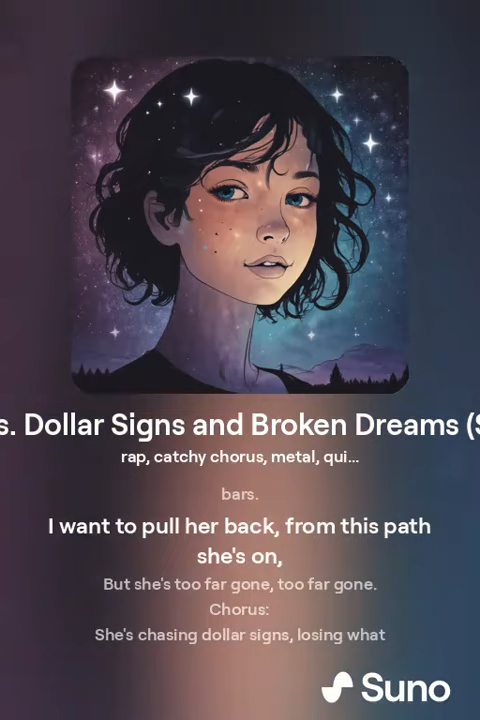 s. Dollar Signs and Broken Dreams (S
rap, catchy chorus, metal, qui...
bars.
I want to pull her back, from this path
she's on,
But she's too far gone, too far gone.
Chorus:
She's chasing dollar signs, losing what
Suno